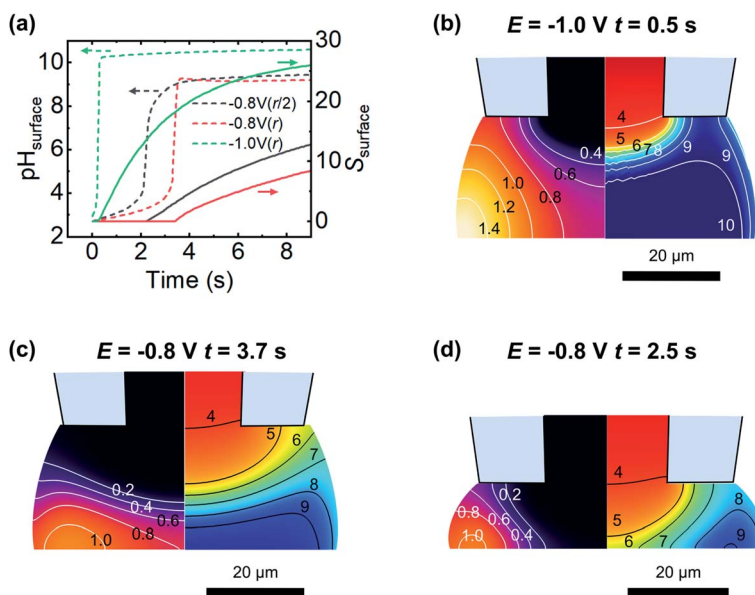 (a)
pHsurface
10
8
6
4
2
30
20
10
0
Ssurface
-0.8V(r/2)
-0.8V(r)
-1.0V(r)
0 2 4 6 8
Time (s)
(b) E = -1.0 V t = 0.5 s
4
5 6 7 8 9 9
0.4
0.6
0.8
1.0
1.2
1.4
10
20 µm
(c) E = -0.8 V t = 3.7 s
4
5 6
7
8
9
0.2
0.4
0.6
0.8
1.0
20 µm
(d) E = -0.8 V t = 2.5 s
4
0.2
0.8
0.6
0.4
1.0
5
6 7 8
9
20 µm